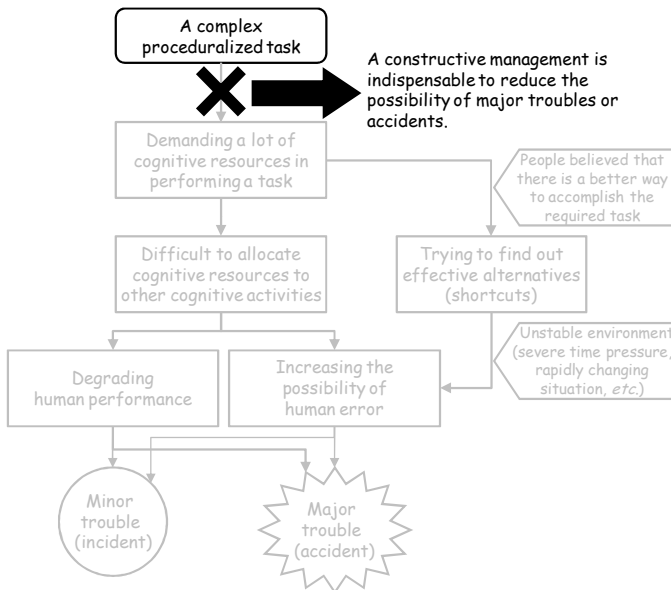 A complex
proceduralized task
A constructive management is
indispensable to reduce the
possibility of major troubles or
accidents.
Demanding a lot of
cognitive resources in
performing a task
People believed that
there is a better way
to accomplish the
required task
Difficult to allocate
cognitive resources to
other cognitive activities
Trying to find out
effective alternatives
(shortcuts)
Unstable environment
(severe time pressure,
rapidly changing
situation, etc.)
Degrading
human performance
Increasing the
possibility of
human error
Minor
trouble
(incident)
Major
trouble
(accident)